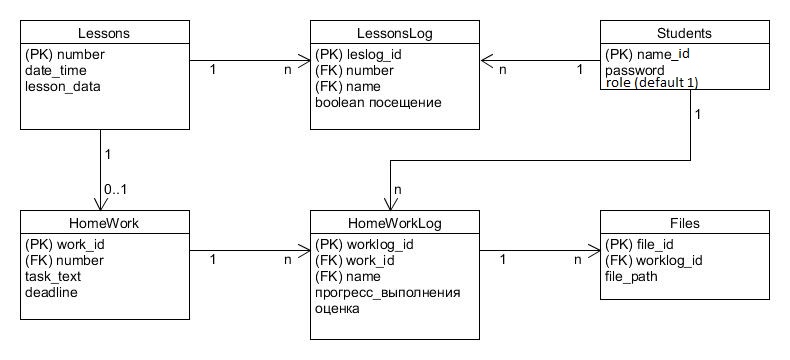 Lessons
(PK) number
date_time
lesson_data
1
n
LessonsLog
(PK) leslog_id
(FK) number
(FK) name
boolean посещение
n
1
Students
(PK) name_id
password
role (default 1)
1
0..1
1
n
HomeWork
(PK) work_id
(FK) number
task_text
deadline
1
n
HomeWorkLog
(PK) worklog_id
(FK) work_id
(FK) name
прогресс_выполнения
оценка
1
n
Files
(PK) file_id
(FK) worklog_id
file_path